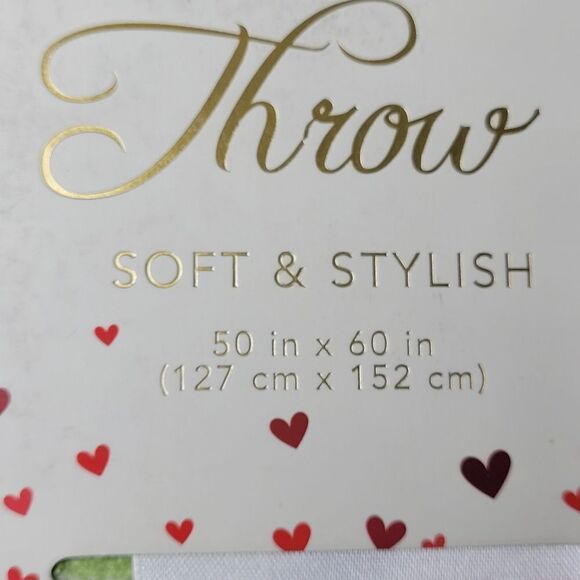 Throw
SOFT & STYLISH
50 in x 60 in
(127 cm x 152 cm)